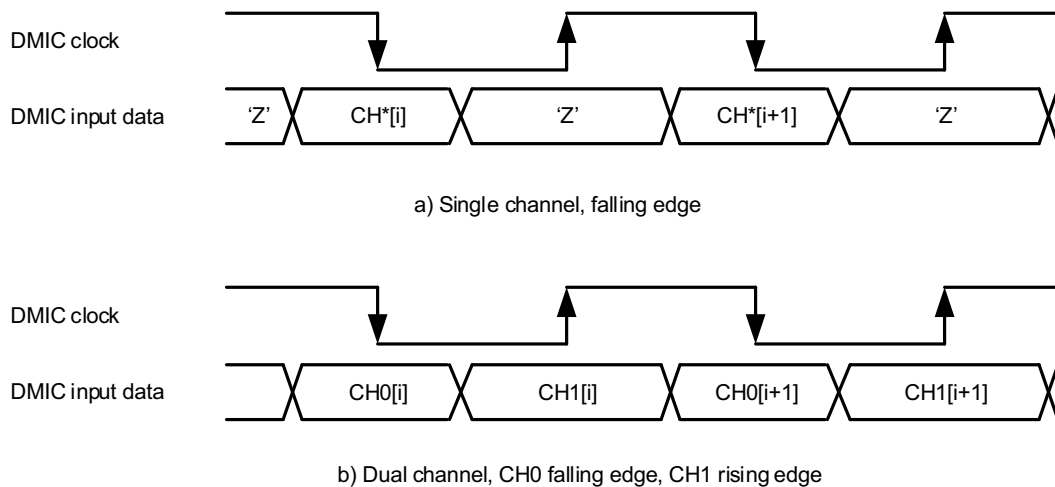 DMIC clock
DMIC input data ‘Z’ CH*[i] ‘Z’ CH*[i+1] ‘Z’
a) Single channel, falling edge
DMIC clock
DMIC input data CH0[i] CH1[i] CH0[i+1] CH1[i+1]
b) Dual channel, CH0 falling edge, CH1 rising edge